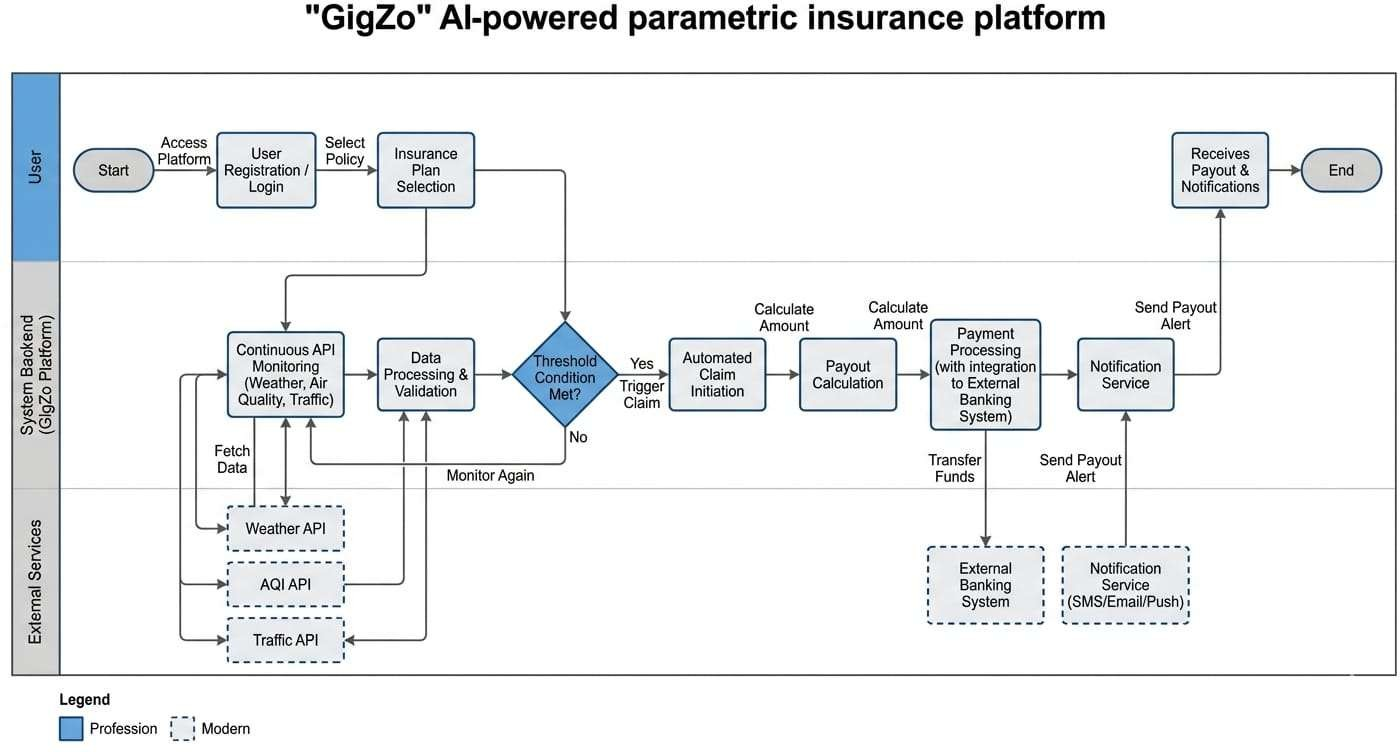 "GigZo" AI-powered parametric insurance platform
User
Start
Access
Platform
User
Registration /
Login
Select
Policy
Insurance
Plan
Selection
Receives
Payout &
Notifications
End
System Backend
(GigZo Platform)
Continuous API
Monitoring
(Weather, Air
Quality, Traffic)
Data
Processing &
Validation
Threshold
Condition
Met?
Yes
Trigger
Claim
No
Monitor Again
Automated
Claim
Initiation
Calculate
Amount
Payout
Calculation
Calculate
Amount
Payment
Processing
(with integration
to External
Banking
System)
Notification
Service
Send Payout
Alert
Fetch
Data
Transfer
Funds
Send Payout
Alert
External Services
Weather API
AQI API
Traffic API
External
Banking
System
Notification
Service
(SMS/Email/Push)
Legend
Profession
Modern